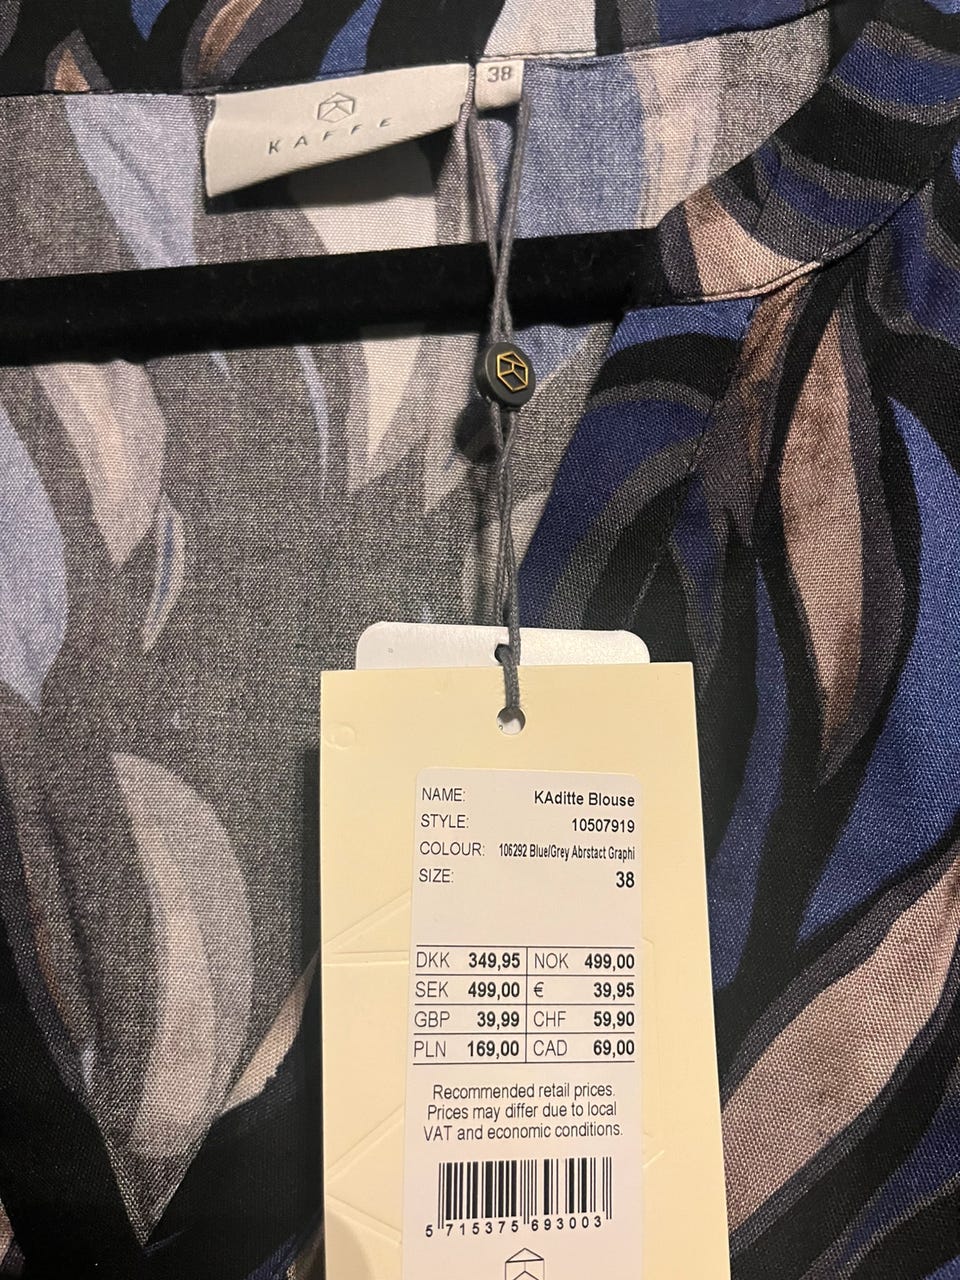 38
KAFFE
NAME: KAditte Blouse
STYLE: 10507919
COLOUR: 106292 Blue/Grey Abrstact Graphi
SIZE: 38
DKK 349,95 NOK 499,00
SEK 499,00 € 39,95
GBP 39,99 CHF 59,90
PLN 169,00 CAD 69,00
Recommended retail prices.
Prices may differ due to local
VAT and economic conditions.
5 715375 693003